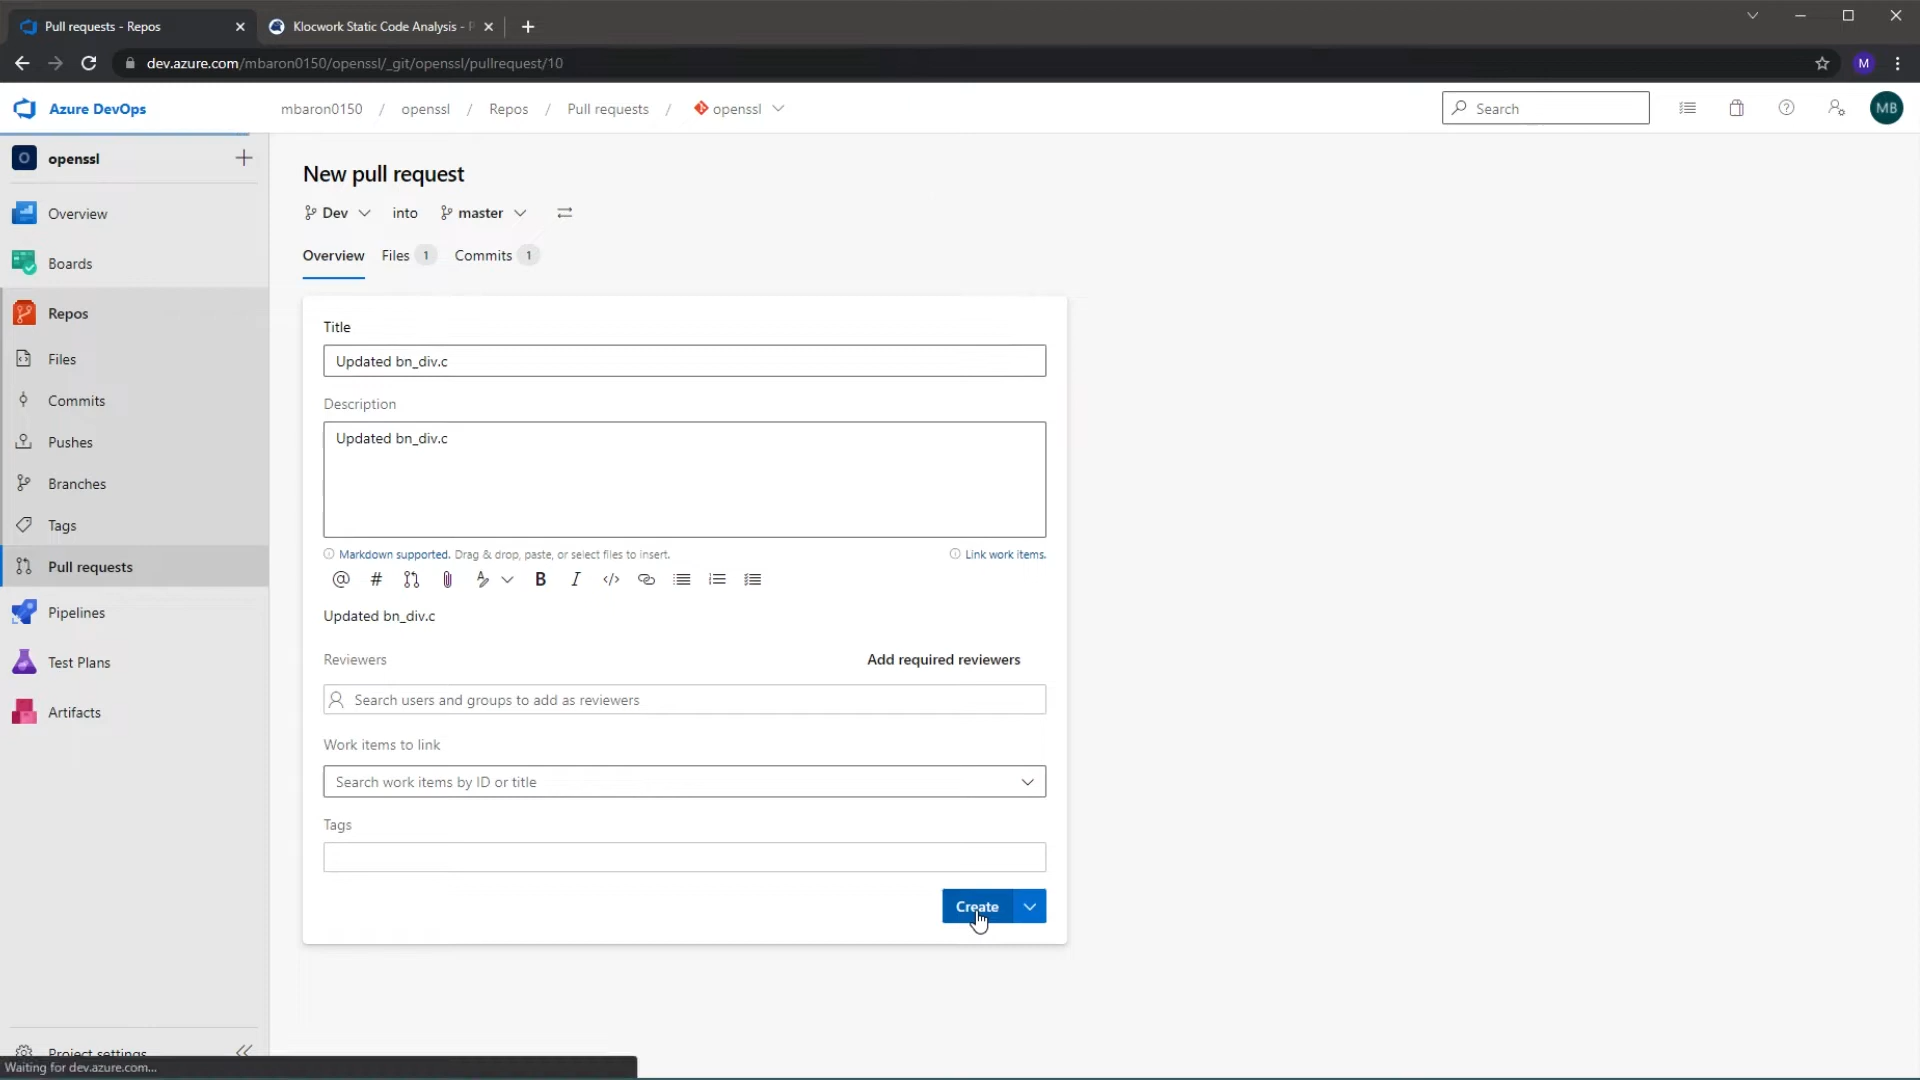 Pull requests - Repos
Klocwork Static Code Analysis -
dev.azure.com/mbaron0150/openssl/_git/openssl/pullrequest/10
M
Azure DevOps
mbaron0150 / openssl / Repos / Pull requests / openssl
Search
MB
O openssl
Overview
Boards
Repos
Files
Commits
Pushes
Branches
Tags
Pull requests
Pipelines
Test Plans
Artifacts
Project settings
Waiting for dev.azure.com...
New pull request
Dev into master
Overview Files 1 Commits 1
Title
Updated bn_div.c
Description
Updated bn_div.c
Markdown supported. Drag & drop, paste, or select files to insert. Link work items.
@ # B I </>
Updated bn_div.c
Reviewers Add required reviewers
Search users and groups to add as reviewers
Work items to link
Search work items by ID or title
Tags
Create